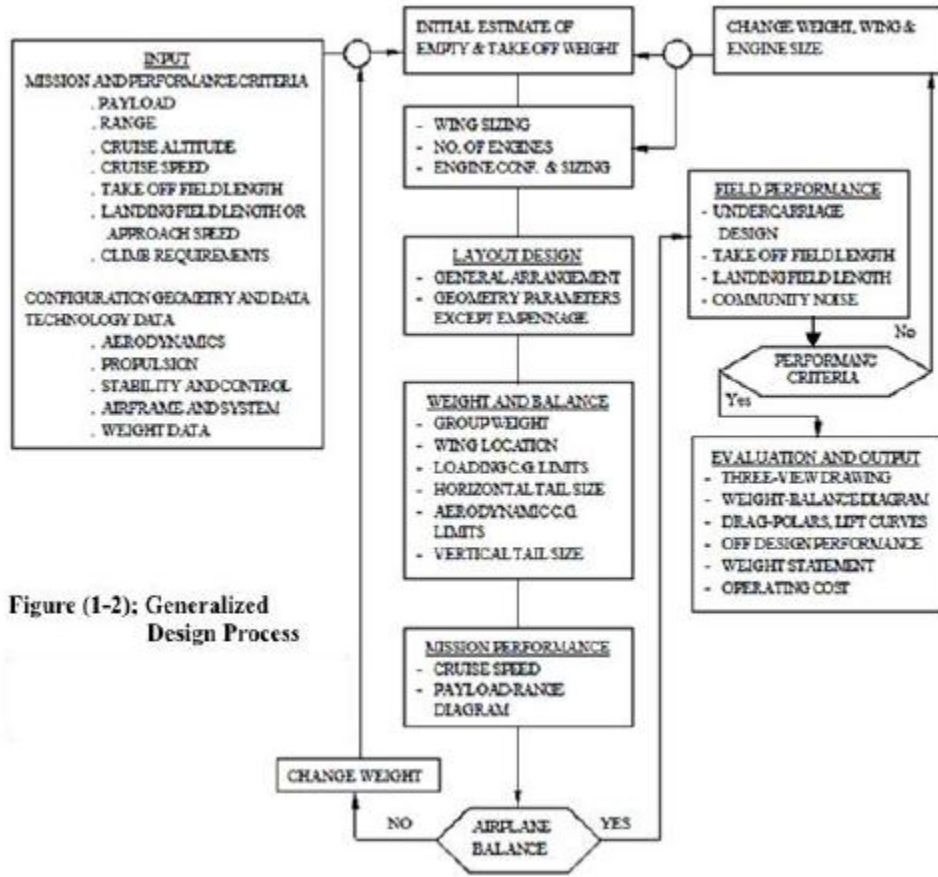 INPUT
MISSION AND PERFORMANCE CRITERIA
. PAYLOAD
. RANGE
. CRUISE ALTITUDE
. CRUISE SPEED
. TAKE OFF FIELD LENGTH
. LANDING FIELD LENGTH OR
APPROACH SPEED
. CLIMB REQUIREMENTS
CONFIGURATION GEOMETRY AND DATA
TECHNOLOGY DATA
. AERODYNAMICS
. PROPULSION
. STABILITY AND CONTROL
. AIRFRAME AND SYSTEM
. WEIGHT DATA
INITIAL ESTIMATE OF
EMPTY & TAKE OFF WEIGHT
CHANGE WEIGHT, WING &
ENGINE SIZE
- WING SIZING
- NO. OF ENGINES
- ENGINE CONF. & SIZING
LAYOUT DESIGN
- GENERAL ARRANGEMENT
- GEOMETRY PARAMETERS
EXCEPT EMPENNAGE
WEIGHT AND BALANCE
- GROUP WEIGHT
- WING LOCATION
- LOADING C.G. LIMITS
- HORIZONTAL TAIL SIZE
- AERODYNAMIC C.G.
LIMITS
- VERTICAL TAIL SIZE
MISSION PERFORMANCE
- CRUISE SPEED
- PAYLOAD-RANGE
DIAGRAM
CHANGE WEIGHT
NO
AIRPLANE
BALANCE
YES
FIELD PERFORMANCE
- UNDERCARRIAGE
DESIGN
- TAKE OFF FIELD LENGTH
- LANDING FIELD LENGTH
- COMMUNITY NOISE
No
PERFORMANC
CRITERIA
Yes
EVALUATION AND OUTPUT
- THREE-VIEW DRAWING
- WEIGHT-BALANCE DIAGRAM
- DRAG-POLARS, LIFT CURVES
- OFF DESIGN PERFORMANCE
- WEIGHT STATEMENT
- OPERATING COST
Figure (1-2); Generalized
Design Process